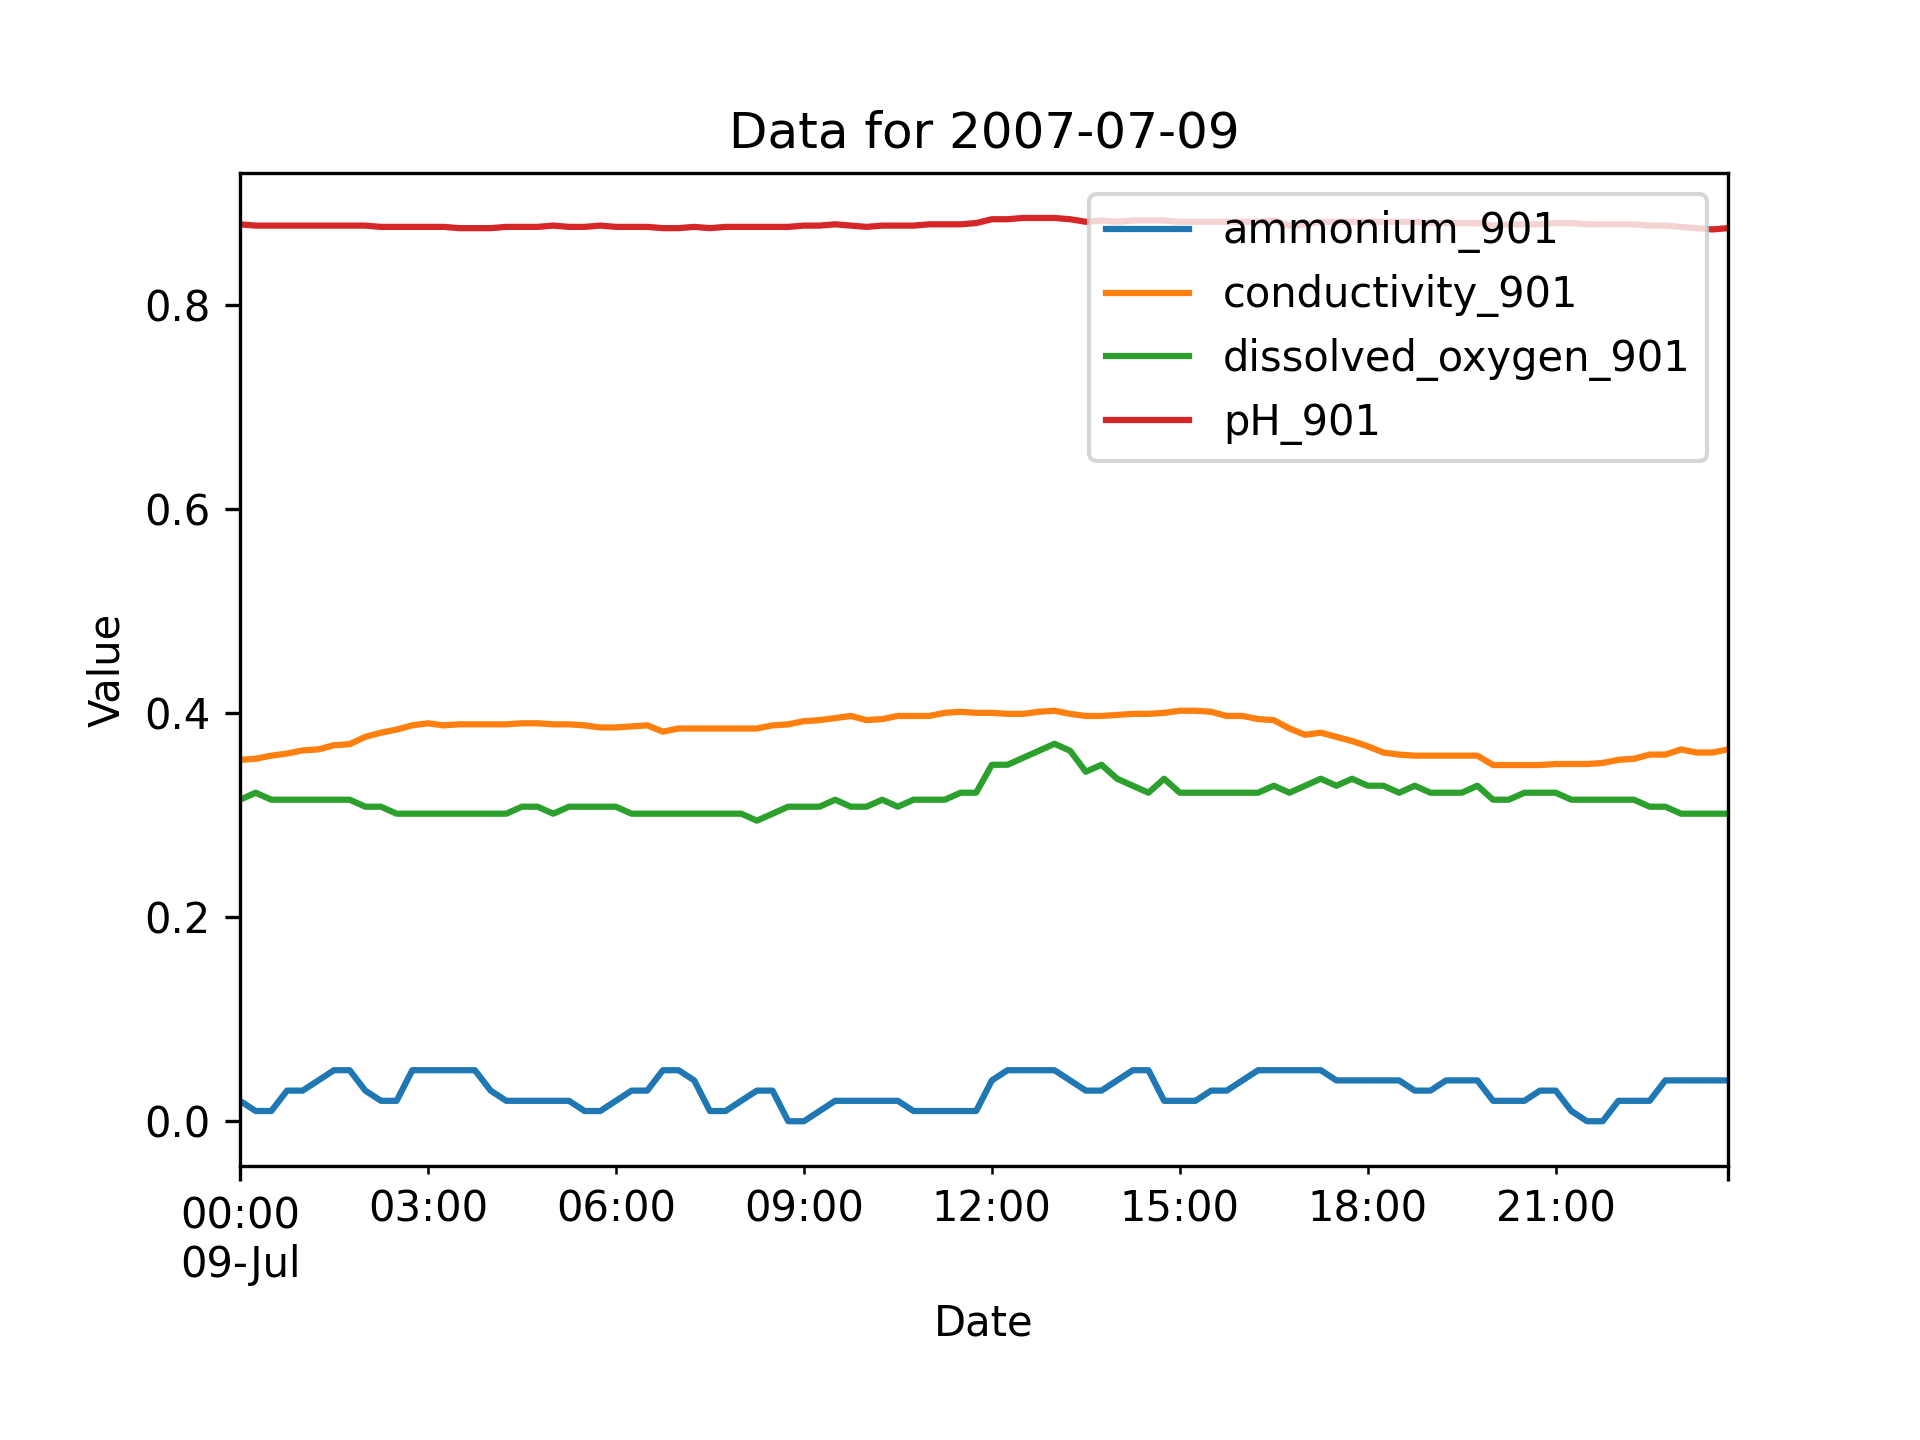 Data for 2007-07-09
ammonium_901
conductivity_901
dissolved_oxygen_901
pH_901
Value
0.8
0.6
0.4
0.2
0.0
00:00 03:00 06:00 09:00 12:00 15:00 18:00 21:00
09-Jul
Date